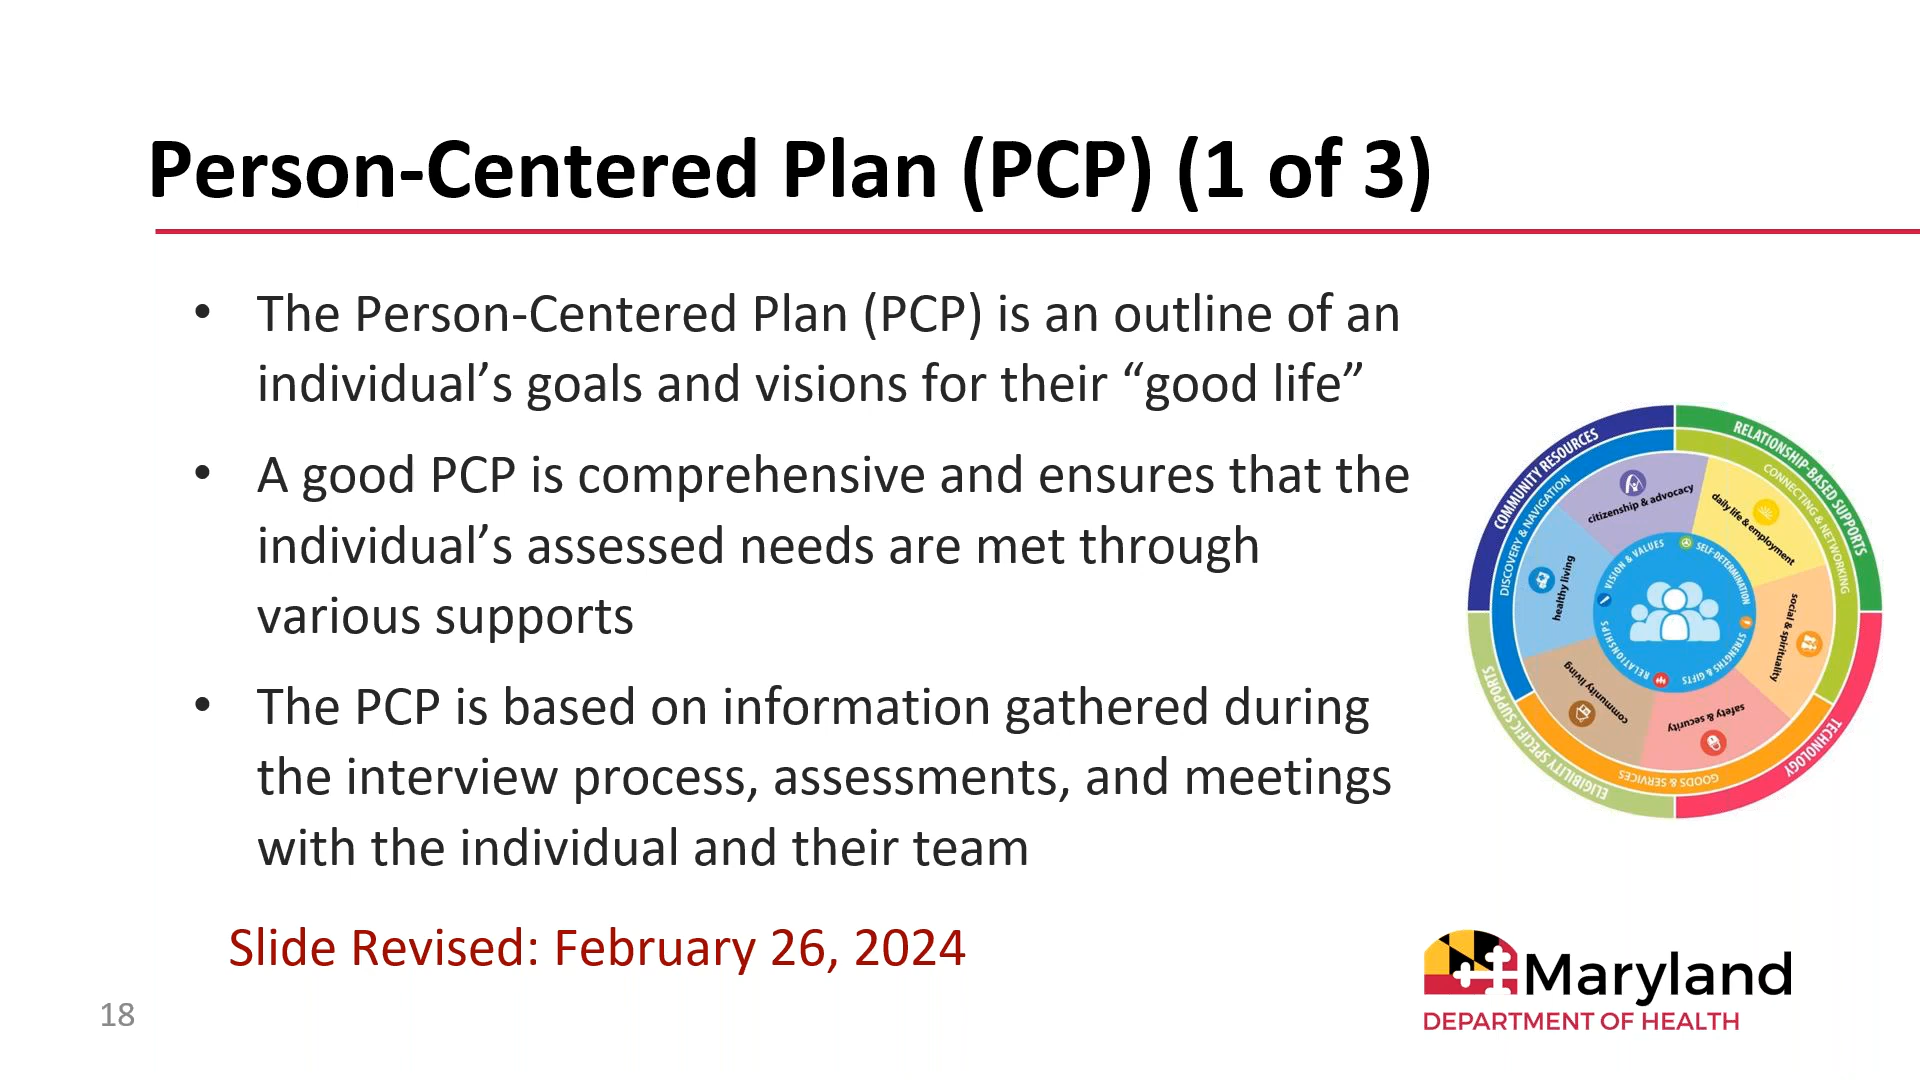 Person-Centered Plan (PCP) (1 of 3)
• The Person-Centered Plan (PCP) is an outline of an
individual’s goals and visions for their “good life”
• A good PCP is comprehensive and ensures that the
individual’s assessed needs are met through
various supports
• The PCP is based on information gathered during
the interview process, assessments, and meetings
with the individual and their team
Slide Revised: February 26, 2024
18
COMMUNITY RESOURCES
RELATIONSHIP-BASED SUPPORTS
TECHNOLOGY
ELIGIBILITY SPECIFIC SUPPORTS
DISCOVERY & NAVIGATION
CONNECTING & NETWORKING
GOODS & SERVICES
citizenship & advocacy
daily life & employment
social & spirituality
safety & security
community living
healthy living
VISION & VALUES
SELF-DETERMINATION
STRENGTHS & GIFTS
RELATIONSHIPS
Maryland
DEPARTMENT OF HEALTH